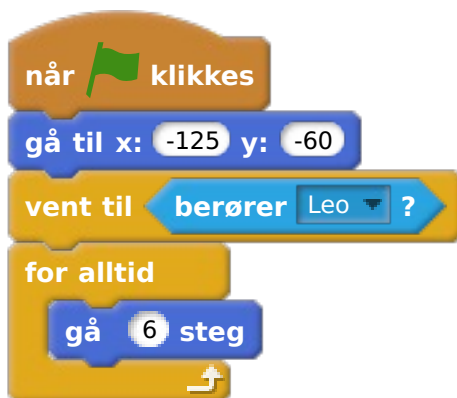 når klikkes
gå til x: -125 y: -60
vent til berører Leo ?
for alltid
gå 6 steg